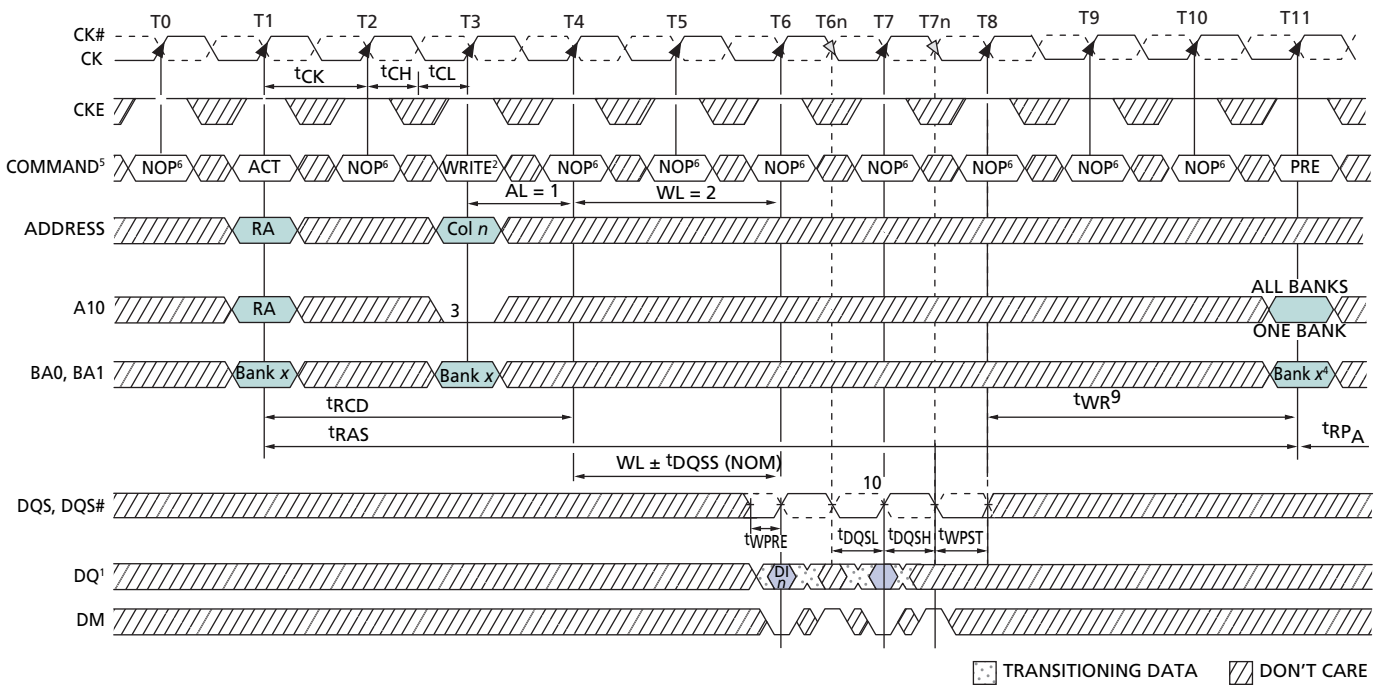 T0 T1 T2 T3 T4 T5 T6 T6n T7 T7n T8 T9 T10 T11
CK#
CK
tCK tCH tCL
CKE
COMMAND5 NOP6 ACT NOP6 WRITE2 NOP6 NOP6 NOP6 NOP6 NOP6 NOP6 NOP6 PRE
AL = 1 WL = 2
ADDRESS RA Col n
ALL BANKS
A10 RA 3
ONE BANK
BA0, BA1 Bank x Bank x Bank x4
tRCD tWR9
tRAS tRPA
WL ± tDQSS (NOM)
10
DQS, DQS#
tWPRE tDQSL tDQSH tWPST
DQ1 DI
n
DM
TRANSITIONING DATA DON'T CARE